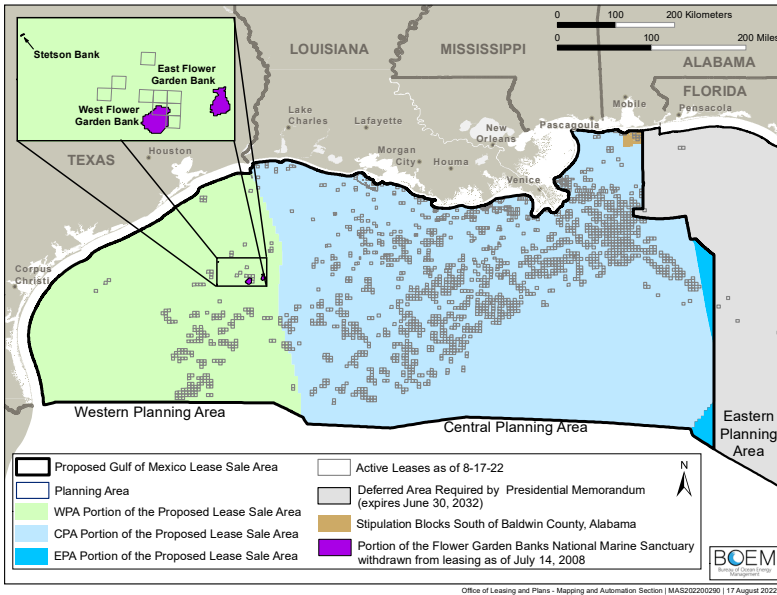 0 100 200 Kilometers
0 100 200 Miles
Stetson Bank
East Flower
Garden Bank
West Flower
Garden Bank
LOUISIANA
MISSISSIPPI
ALABAMA
FLORIDA
TEXAS
Houston
Lake
Charles
Lafayette
Morgan
City
Houma
New
Orleans
Venice
Pascagoula
Mobile
Pensacola
Corpus
Christi
Western Planning Area
Central Planning Area
Eastern
Planning
Area
Proposed Gulf of Mexico Lease Sale Area
Planning Area
WPA Portion of the Proposed Lease Sale Area
CPA Portion of the Proposed Lease Sale Area
EPA Portion of the Proposed Lease Sale Area
Active Leases as of 8-17-22
Deferred Area Required by Presidential Memorandum
(expires June 30, 2032)
Stipulation Blocks South of Baldwin County, Alabama
Portion of the Flower Garden Banks National Marine Sanctuary
withdrawn from leasing as of July 14, 2008
N
BOEM
Bureau of Ocean Energy
Management
Office of Leasing and Plans - Mapping and Automation Section | MAS202200290 | 17 August 2022